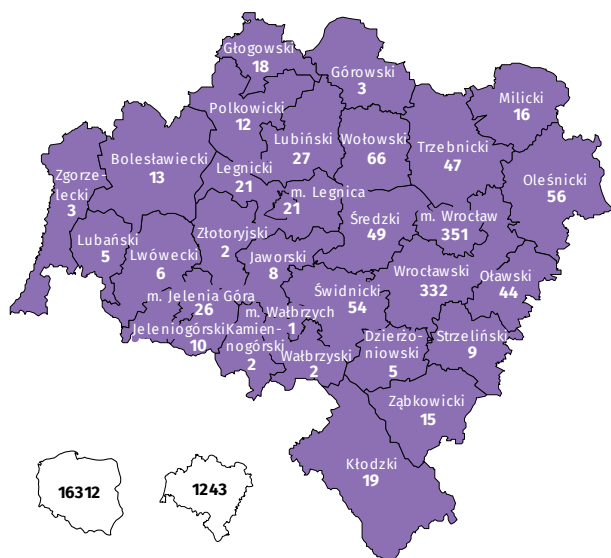 Głogowski
18
Górowski
3
Milicki
16
Polkowicki
12
Lubiński
27
Wołowski
66
Trzebnicki
47
Bolesławiecki
13
Legnicki
21
Zgorze-
lecki
3
Oleśnicki
56
m. Legnica
21
Średzki
49
m. Wrocław
351
Lubański
5
Lwówecki
6
Złotoryjski
2
Jaworski
8
Wrocławski
332
Oławski
44
m. Jelenia Góra
26
Świdnicki
54
m. Wałbrzych
1
Jeleniogórski
10
Kamien-
nogórski
2
Wałbrzyski
2
Dzierżo-
niowski
5
Strzeliński
9
Ząbkowicki
15
Kłodzki
19
16312
1243